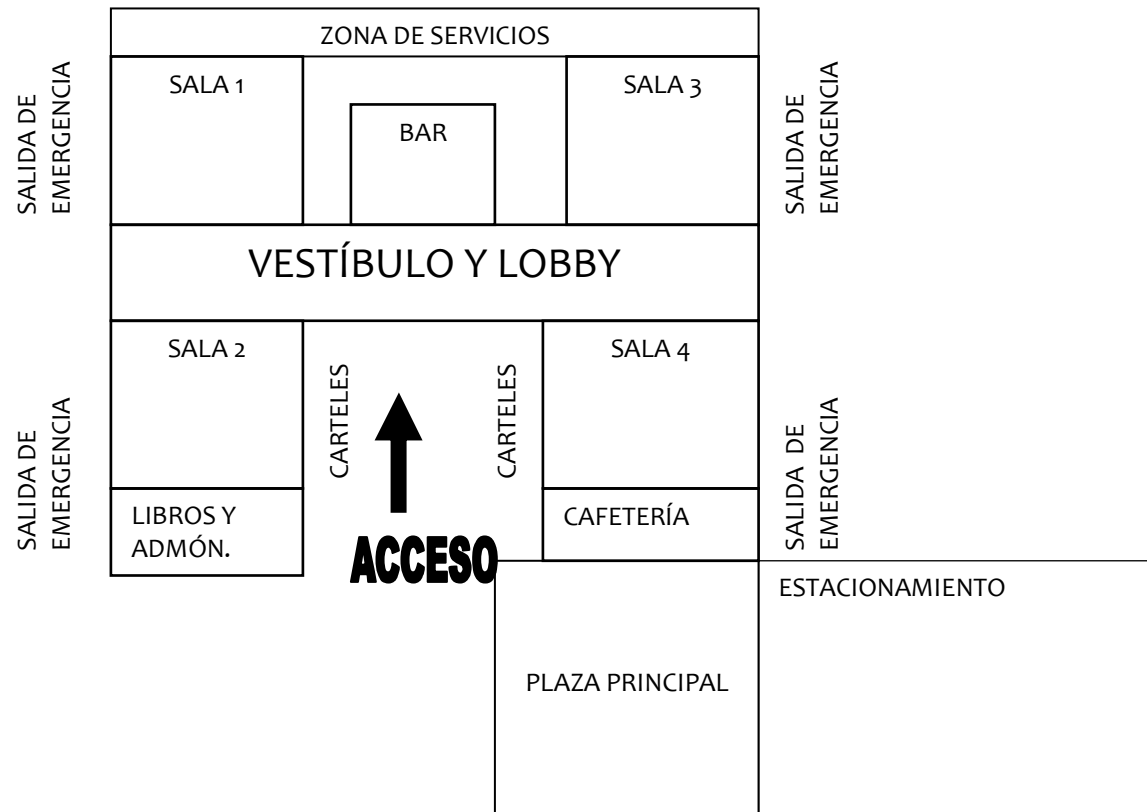 ZONA DE SERVICIOS
SALIDA DE
EMERGENCIA
SALA 1
BAR
SALA 3
SALIDA DE
EMERGENCIA
VESTÍBULO Y LOBBY
SALIDA DE
EMERGENCIA
SALA 2
CARTELES
CARTELES
SALA 4
SALIDA DE
EMERGENCIA
LIBROS Y
ADMÓN.
ACCESO
CAFETERÍA
ESTACIONAMIENTO
PLAZA PRINCIPAL